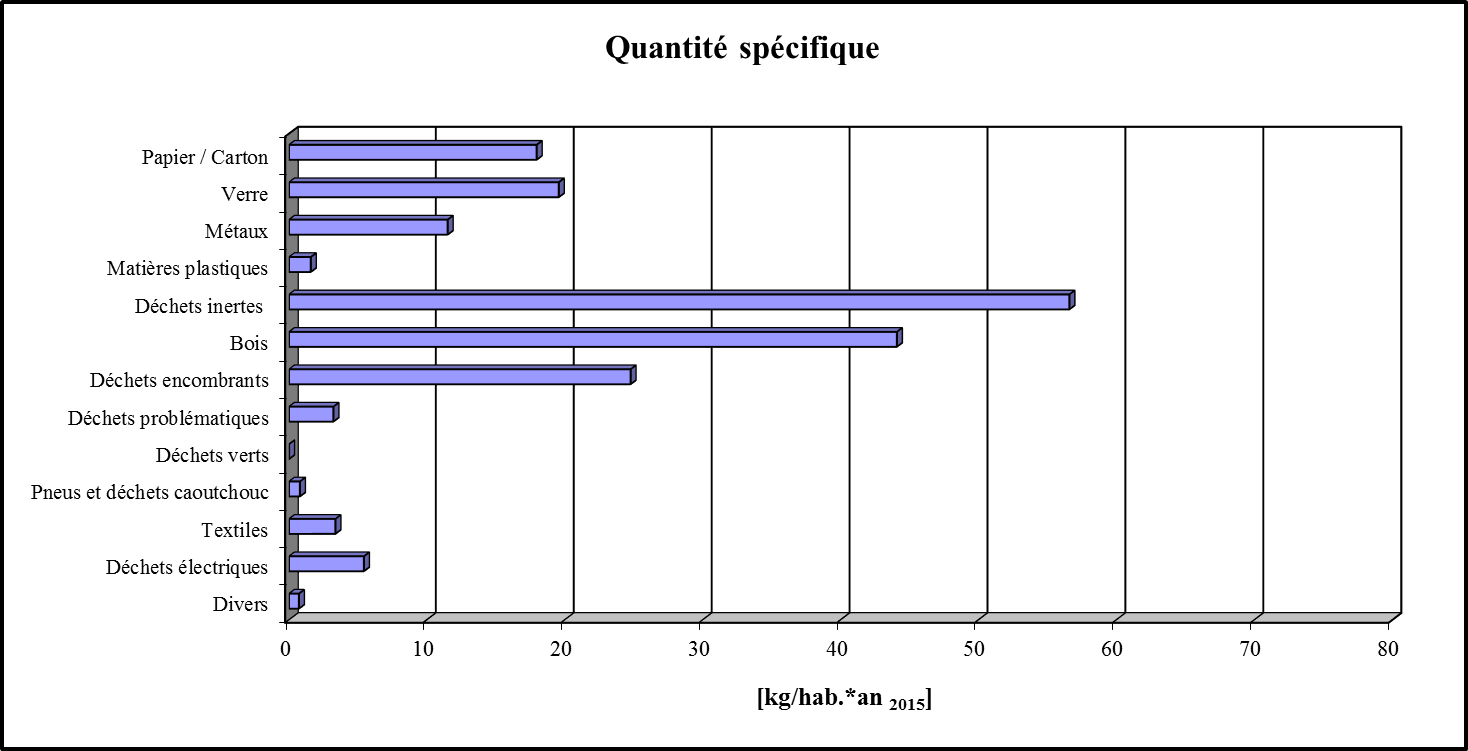 Quantité spécifique
Papier / Carton
Verre
Métaux
Matières plastiques
Déchets inertes
Bois
Déchets encombrants
Déchets problématiques
Déchets verts
Pneus et déchets caoutchouc
Textiles
Déchets électriques
Divers
0 10 20 30 40 50 60 70 80
[kg/hab.*an 2015]